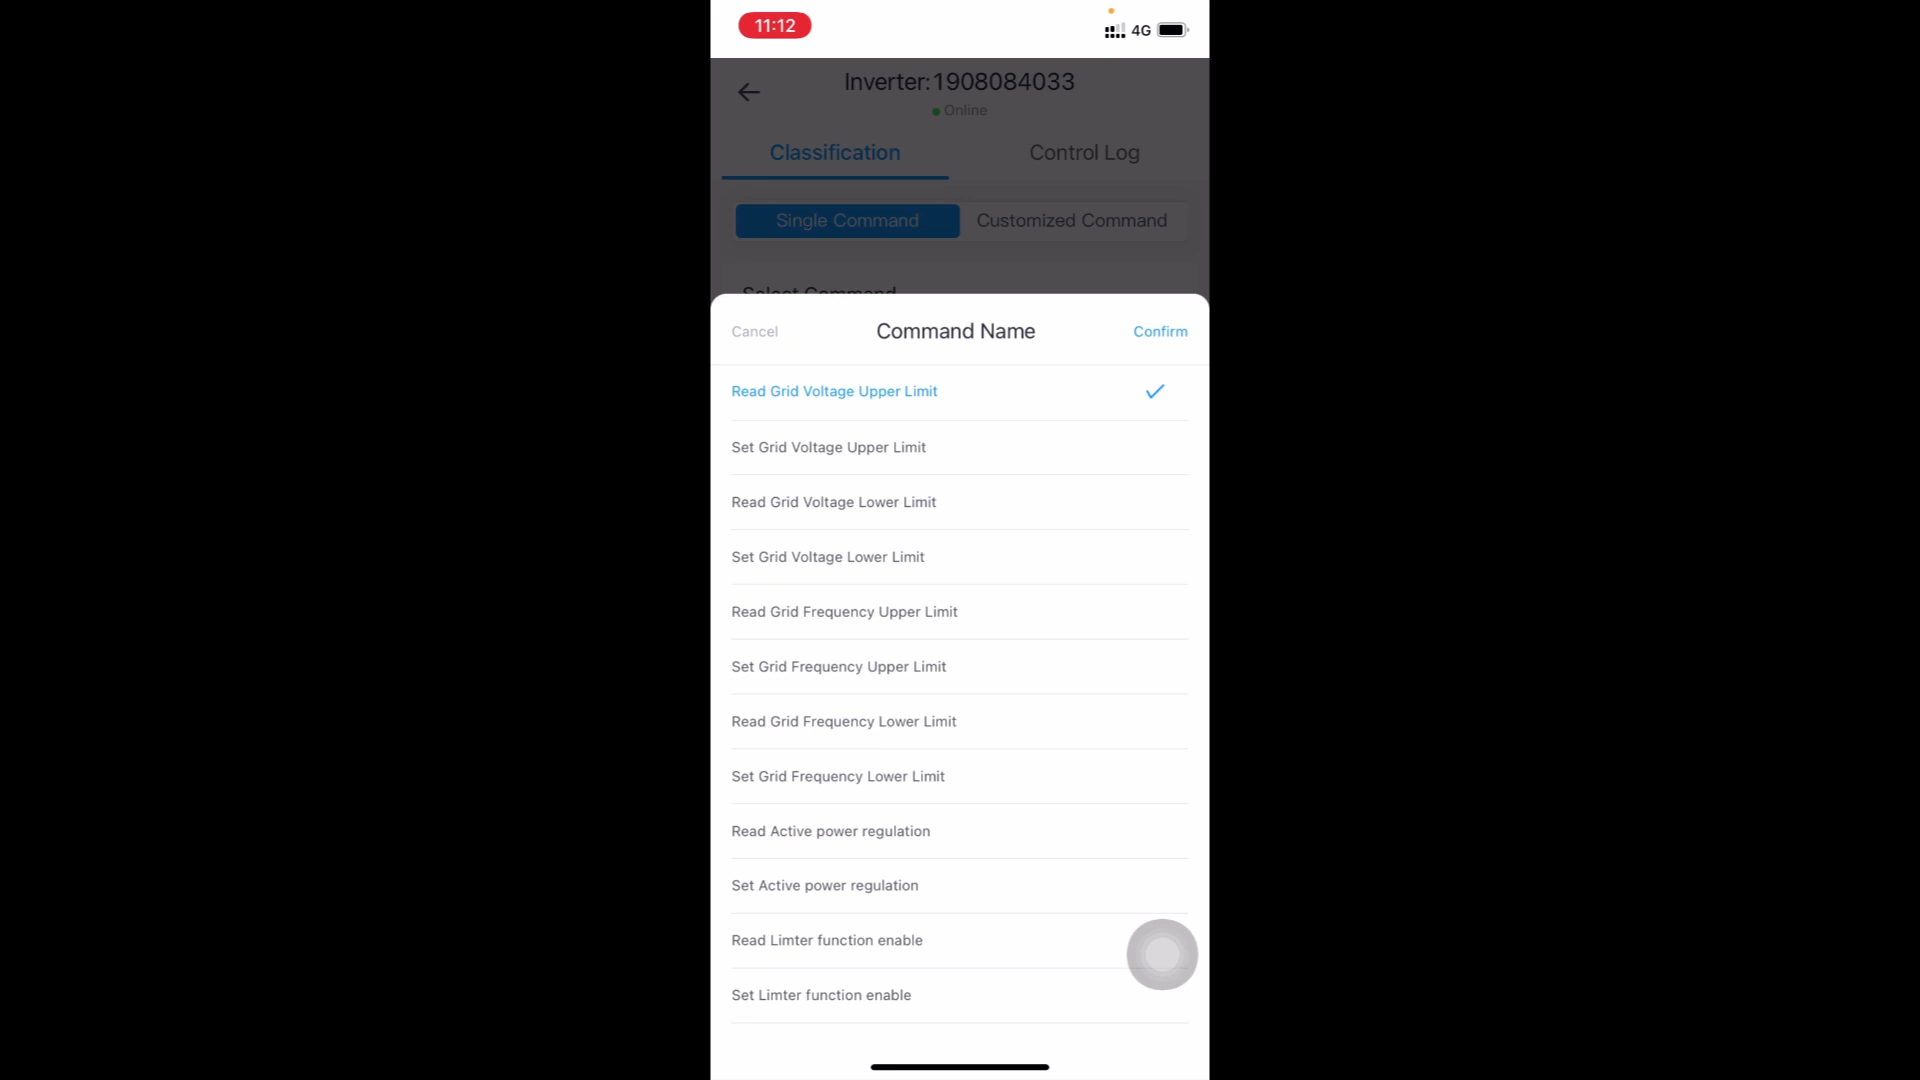 11:12
4G
Inverter:1908084033
Online
Classification
Control Log
Single Command
Customized Command
Select Command
Cancel
Command Name
Confirm
Read Grid Voltage Upper Limit
Set Grid Voltage Upper Limit
Read Grid Voltage Lower Limit
Set Grid Voltage Lower Limit
Read Grid Frequency Upper Limit
Set Grid Frequency Upper Limit
Read Grid Frequency Lower Limit
Set Grid Frequency Lower Limit
Read Active power regulation
Set Active power regulation
Read Limter function enable
Set Limter function enable